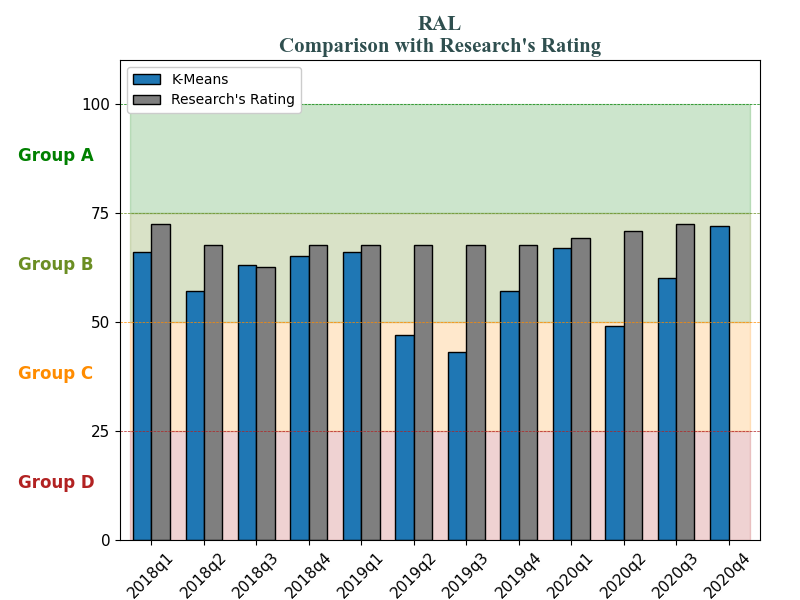 RAL
Comparison with Research's Rating
K-Means
Research's Rating
100
Group A
75
Group B
50
Group C
25
Group D
0
2018q1
2018q2
2018q3
2018q4
2019q1
2019q2
2019q3
2019q4
2020q1
2020q2
2020q3
2020q4